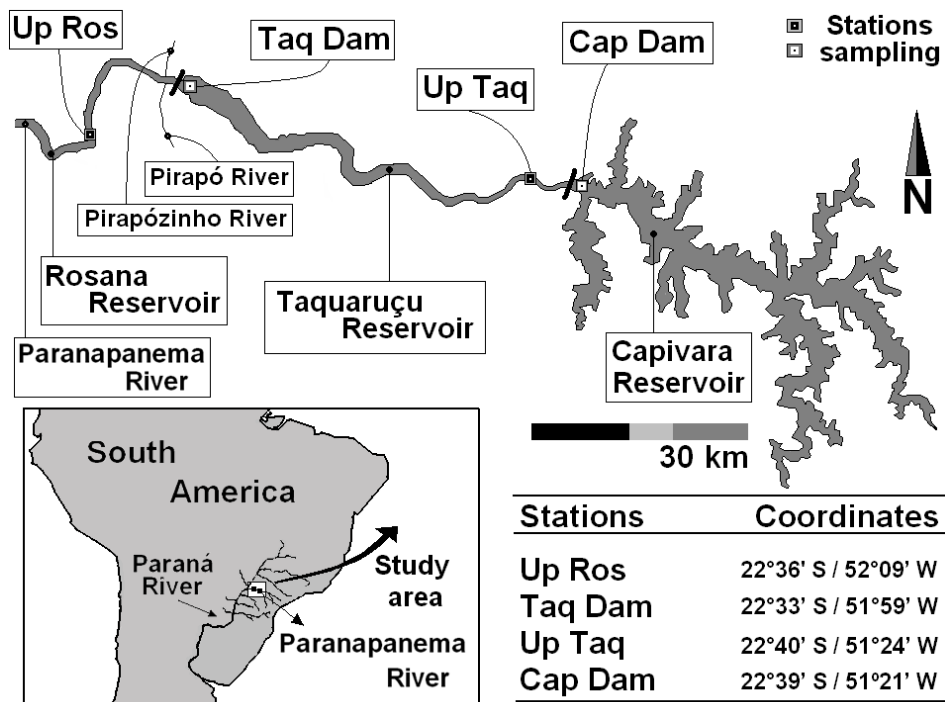 Up Ros
Taq Dam
Up Taq
Cap Dam
Stations
sampling
N
Pirapó River
Pirapózinho River
Rosana
Reservoir
Taquaruçu
Reservoir
Paranapanema
River
Capivara
Reservoir
30 km
South
America
Paraná
River
Study
area
Paranapanema
River
Stations Coordinates
Up Ros 22°36' S / 52°09' W
Taq Dam 22°33' S / 51°59' W
Up Taq 22°40' S / 51°24' W
Cap Dam 22°39' S / 51º21' W